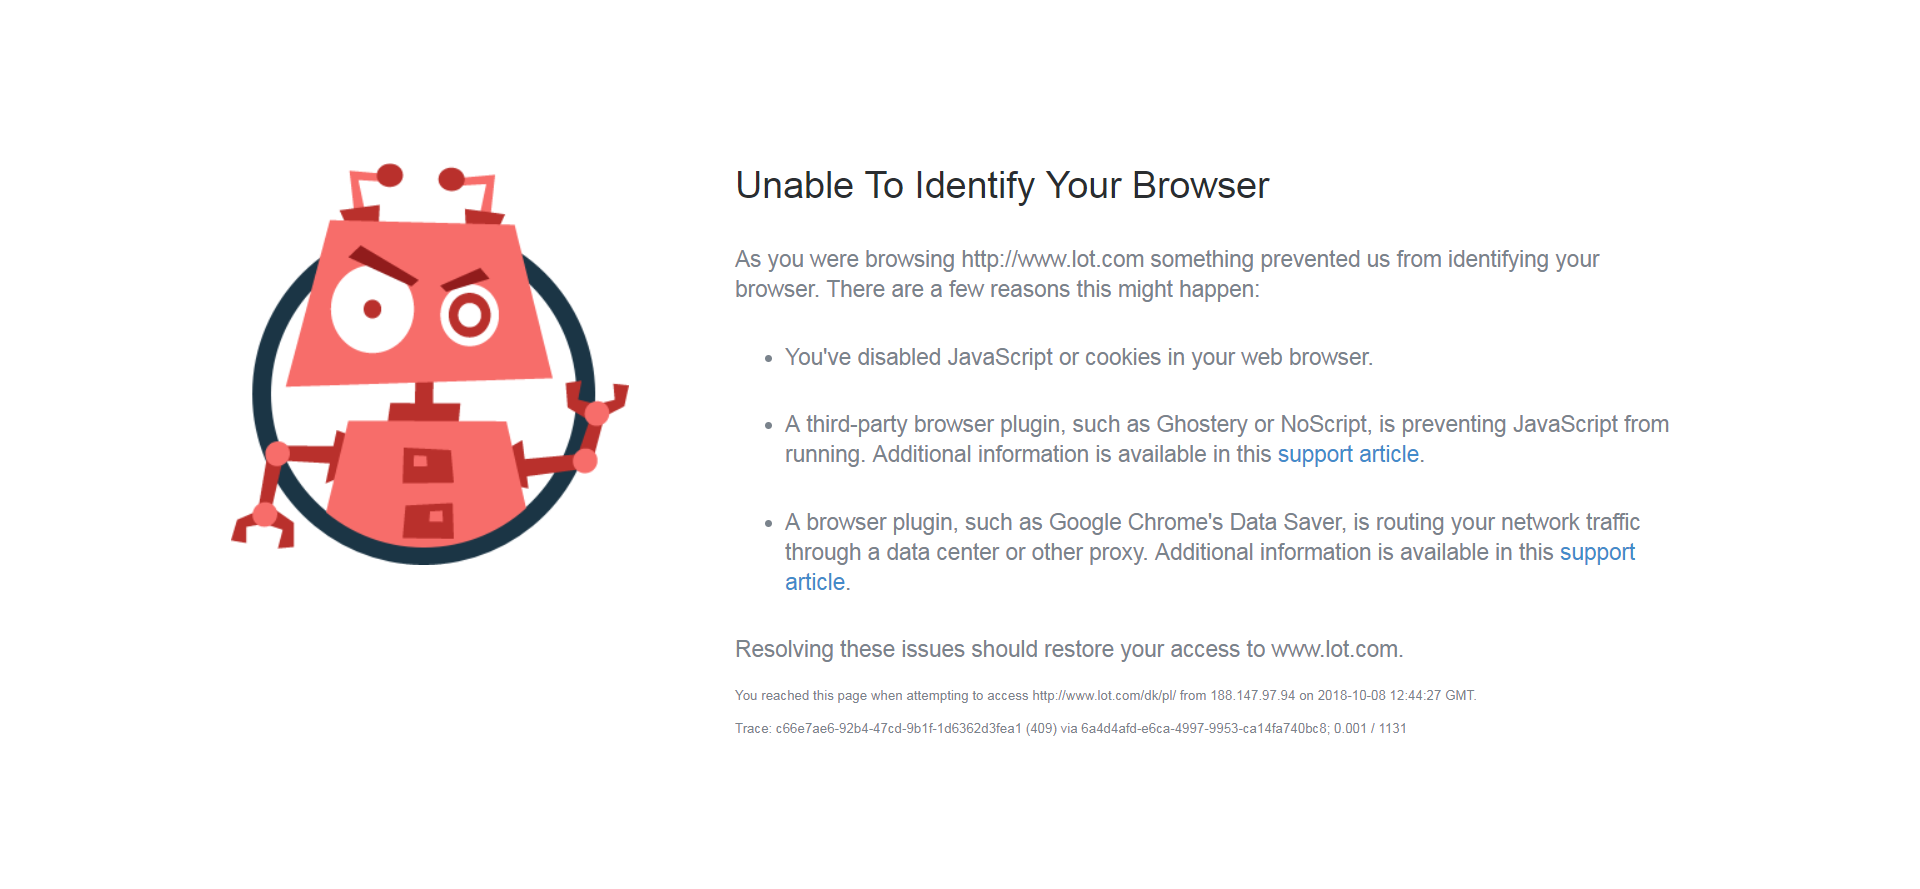 Unable To Identify Your Browser
As you were browsing http://www.lot.com something prevented us from identifying your
browser. There are a few reasons this might happen:
• You've disabled JavaScript or cookies in your web browser.
• A third-party browser plugin, such as Ghostery or NoScript, is preventing JavaScript from
running. Additional information is available in this support article.
• A browser plugin, such as Google Chrome's Data Saver, is routing your network traffic
through a data center or other proxy. Additional information is available in this support
article.
Resolving these issues should restore your access to www.lot.com.
You reached this page when attempting to access http://www.lot.com/dk/pl/ from 188.147.97.94 on 2018-10-08 12:44:27 GMT.
Trace: c66e7ae6-92b4-47cd-9b1f-1d6362d3fea1 (409) via 6a4d4afd-e6ca-4997-9953-ca14fa740bc8; 0.001 / 1131